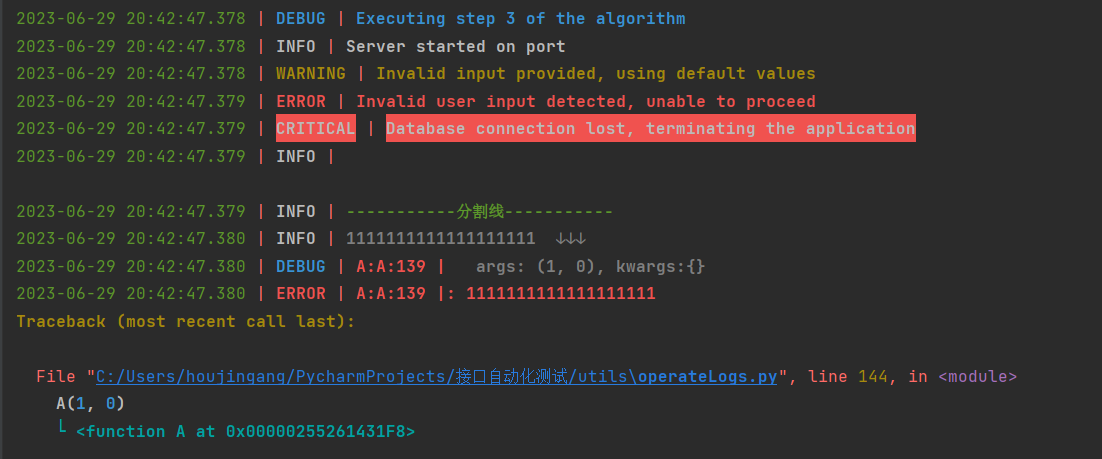 2023-06-29 20:42:47.378 | DEBUG | Executing step 3 of the algorithm
2023-06-29 20:42:47.378 | INFO | Server started on port
2023-06-29 20:42:47.379 | WARNING | Invalid input provided, using default values
2023-06-29 20:42:47.379 | ERROR | Invalid user input detected, unable to proceed
2023-06-29 20:42:47.379 | CRITICAL | Database connection lost, terminating the application
2023-06-29 20:42:47.379 | INFO |
2023-06-29 20:42:47.379 | INFO | -----------分割线-----------
2023-06-29 20:42:47.380 | INFO | 1111111111111111111  ↓↓↓
2023-06-29 20:42:47.380 | DEBUG | A:A:139 |   args: (1, 0), kwargs:{}
2023-06-29 20:42:47.380 | ERROR | A:A:139 |: 1111111111111111111
Traceback (most recent call last):
File "C:/Users/houjingang/PycharmProjects/接口自动化测试/utils\operateLogs.py", line 144, in <module>
A(1, 0)
└ <function A at 0x00000255261431F8>